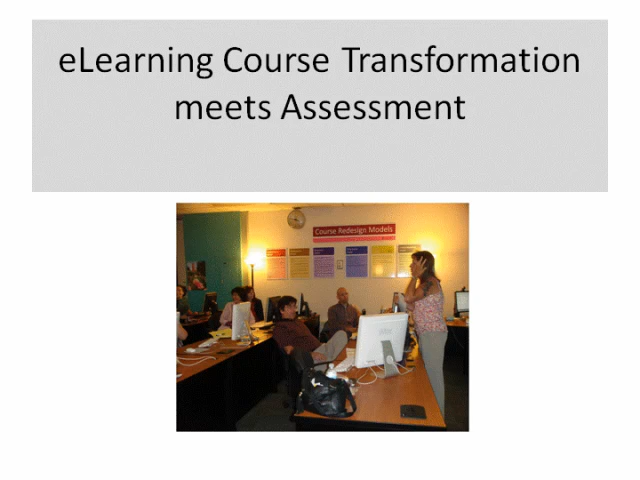 eLearning Course Transformation
meets Assessment
Course Redesign Models